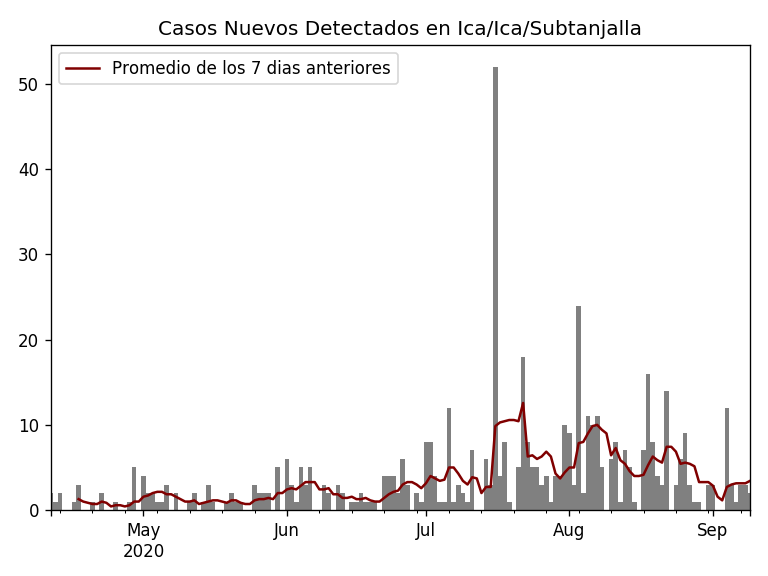 Casos Nuevos Detectados en Ica/Ica/Subtanjalla
Promedio de los 7 dias anteriores
50
40
30
20
10
0
May Jun Jul Aug Sep
2020